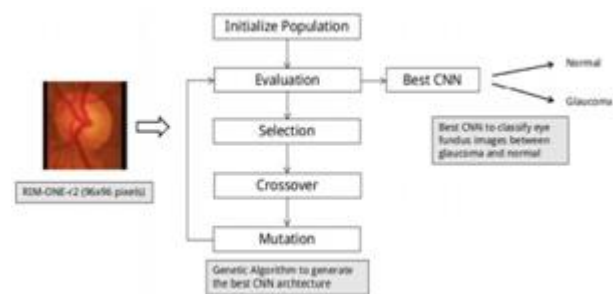 Initialize Population
Evaluation
Best CNN
Normal
Glaucoma
Selection
Best CNN to classify eye
fundus images between
glaucoma and normal
Crossover
RIM-ONE-r2 (96x96 pixels)
Mutation
Genetic Algorithm to generate
the best CNN archtecture